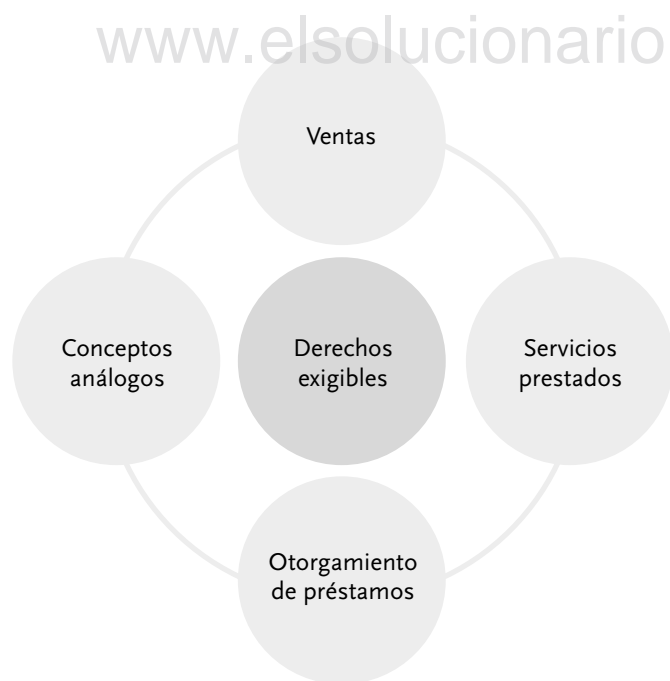 www.elsolucionario
Ventas
Conceptos
análogos
Derechos
exigibles
Servicios
prestados
Otorgamiento
de préstamos